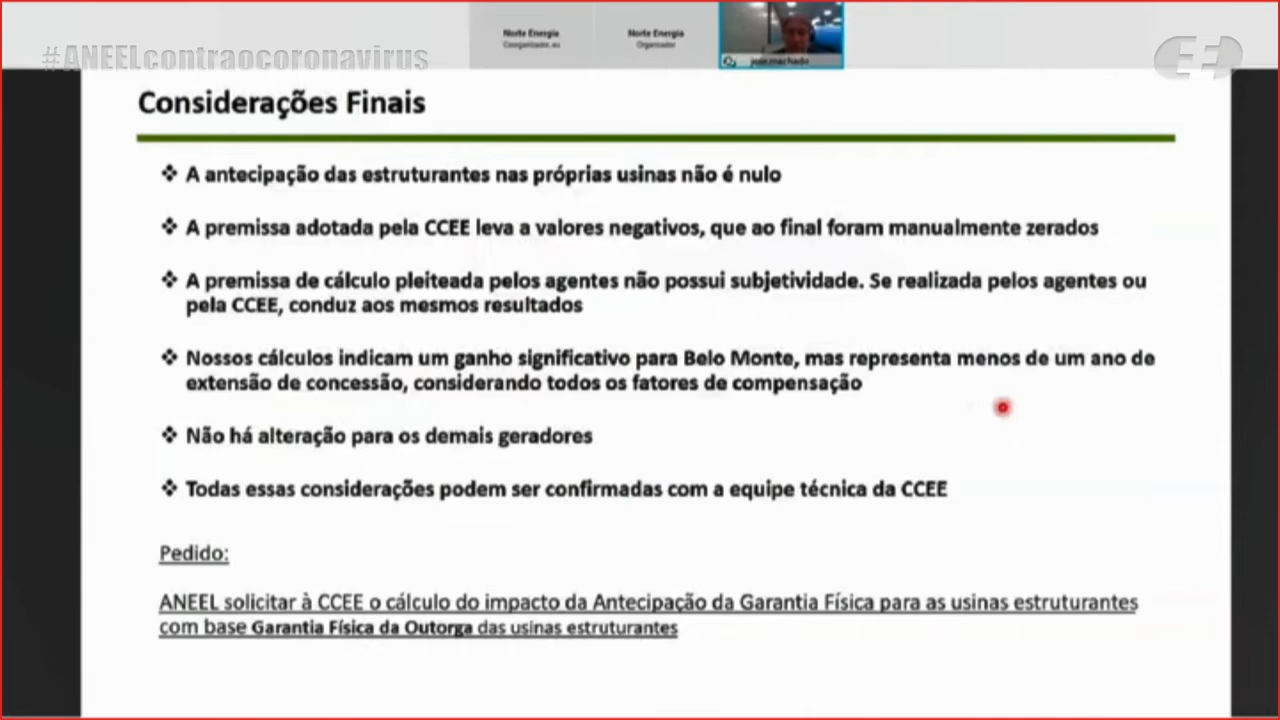 #ANEELcontraocoronavirus
Norte Energia
Coorganizador, eu
Norte Energia
Organizador
jose.machado
Considerações Finais
❖ A antecipação das estruturantes nas próprias usinas não é nulo
❖ A premissa adotada pela CCEE leva a valores negativos, que ao final foram manualmente zerados
❖ A premissa de cálculo pleiteada pelos agentes não possui subjetividade. Se realizada pelos agentes ou
pela CCEE, conduz aos mesmos resultados
❖ Nossos cálculos indicam um ganho significativo para Belo Monte, mas representa menos de um ano de
extensão de concessão, considerando todos os fatores de compensação
❖ Não há alteração para os demais geradores
❖ Todas essas considerações podem ser confirmadas com a equipe técnica da CCEE
Pedido:
ANEEL solicitar à CCEE o cálculo do impacto da Antecipação da Garantia Física para as usinas estruturantes
com base Garantia Física da Outorga das usinas estruturantes